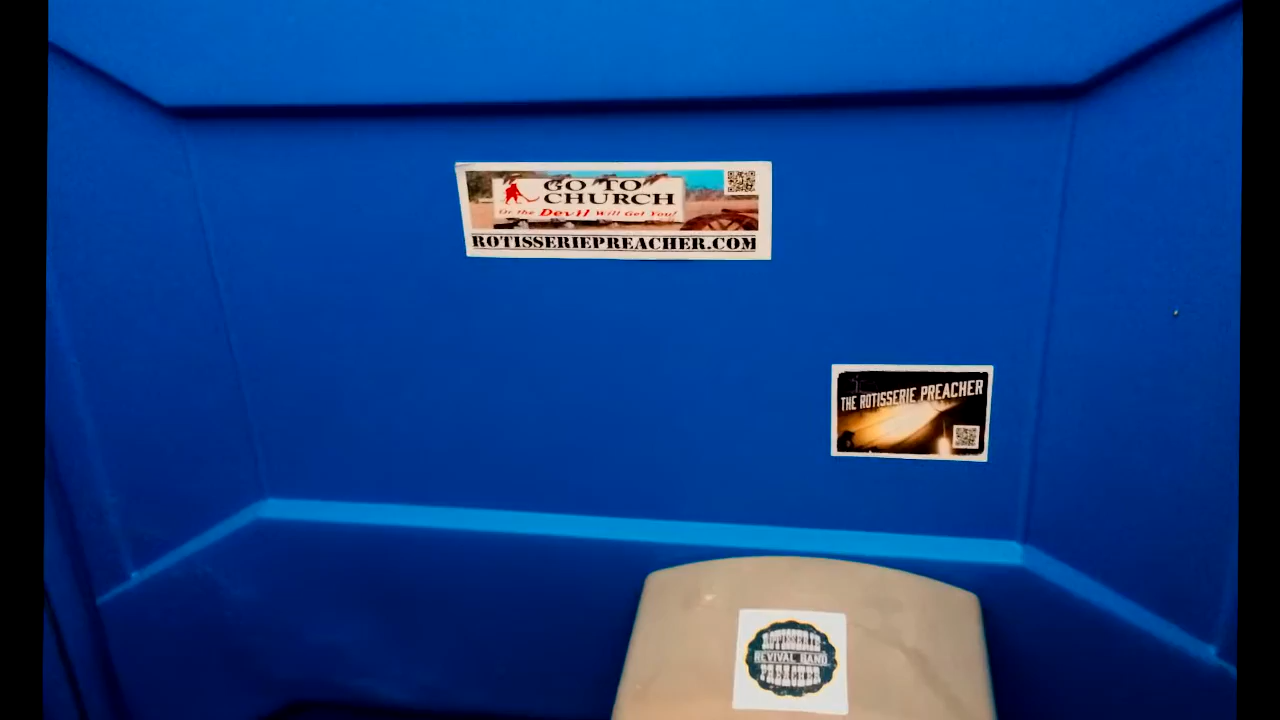 GO TO
CHURCH
Or the Devil Will Get You!
ROTISSERIEPREACHER.COM
THE ROTISSERIE PREACHER
ROTISSERIE
REVIVAL BAND
PREACHER